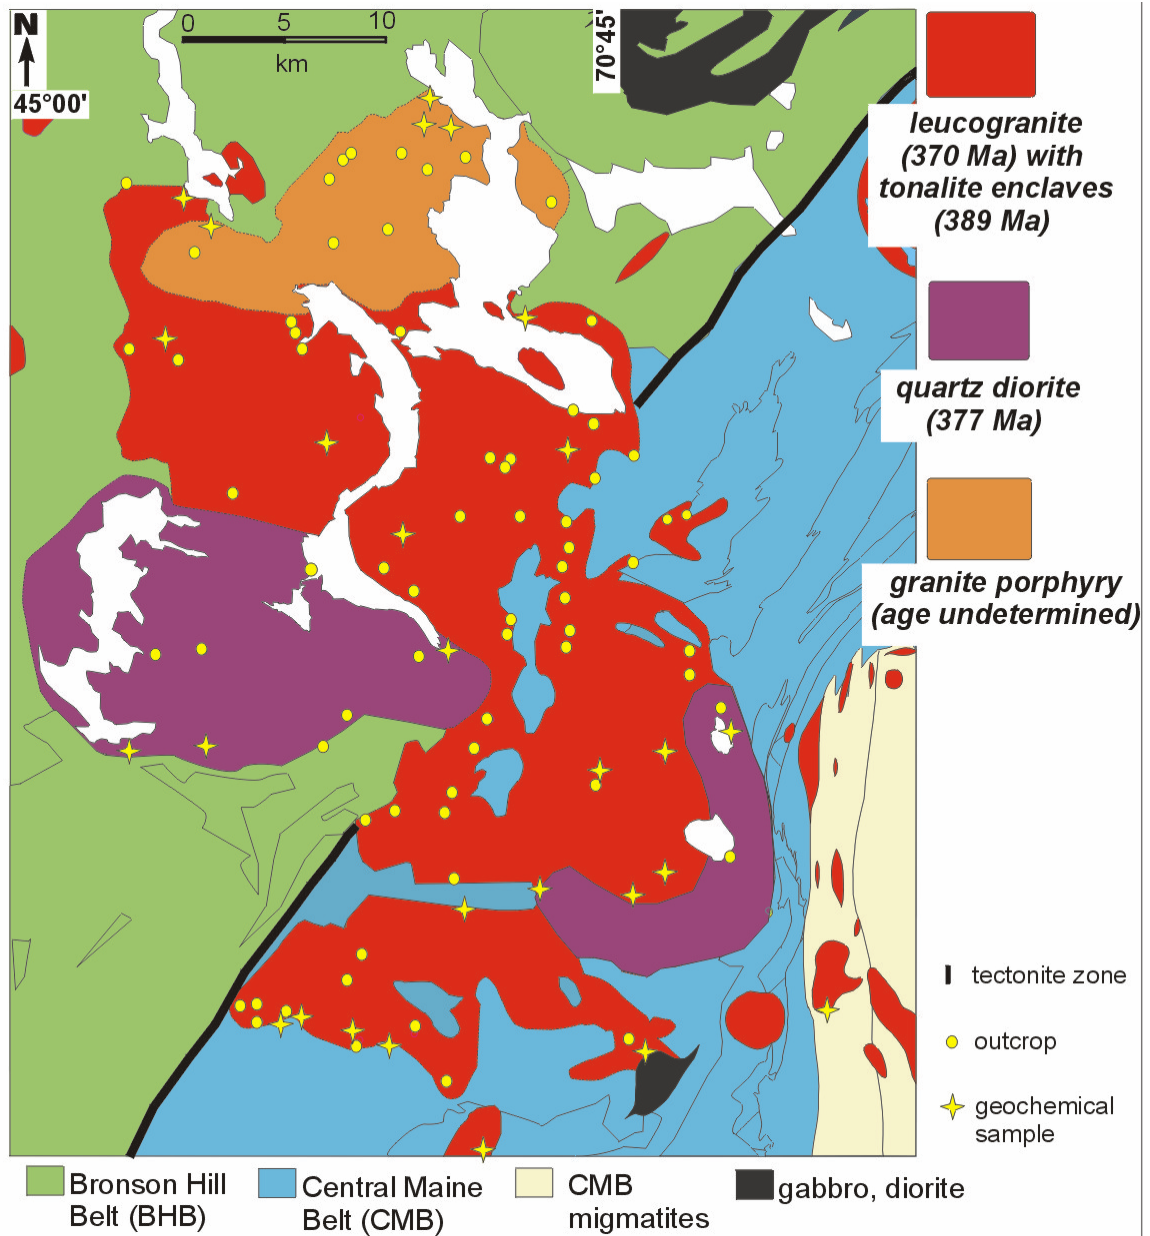 N
45°00'
0 5 10
km
70°45'
leucogranite
(370 Ma) with
tonalite enclaves
(389 Ma)
quartz diorite
(377 Ma)
granite porphyry
(age undetermined)
tectonite zone
outcrop
geochemical
sample
Bronson Hill
Belt (BHB)
Central Maine
Belt (CMB)
CMB
migmatites
gabbro, diorite